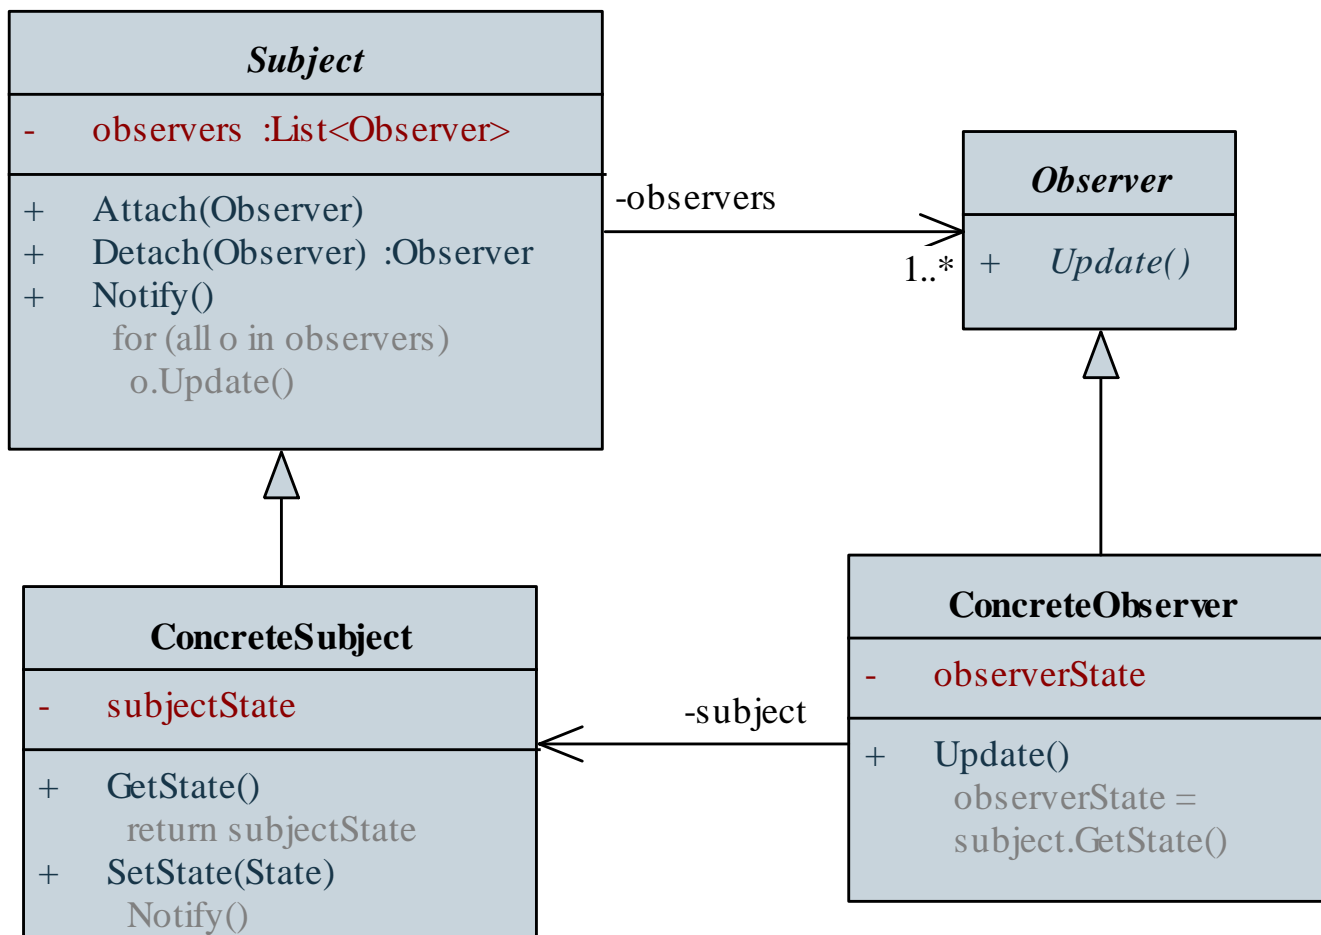 Subject
- observers :List<Observer>
+ Attach(Observer)
+ Detach(Observer) :Observer
+ Notify()
for (all o in observers)
o.Update()
-observers
1..*
Observer
+ Update()
ConcreteSubject
- subjectState
+ GetState()
return subjectState
+ SetState(State)
Notify()
-subject
ConcreteObserver
- observerState
+ Update()
observerState =
subject.GetState()